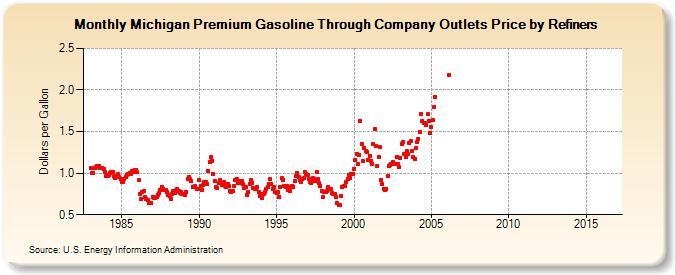 Monthly Michigan Premium Gasoline Through Company Outlets Price by Refiners
Dollars per Gallon
2.5
2.0
1.5
1.0
0.5
1985 1990 1995 2000 2005 2010 2015
Source: U.S. Energy Information Administration